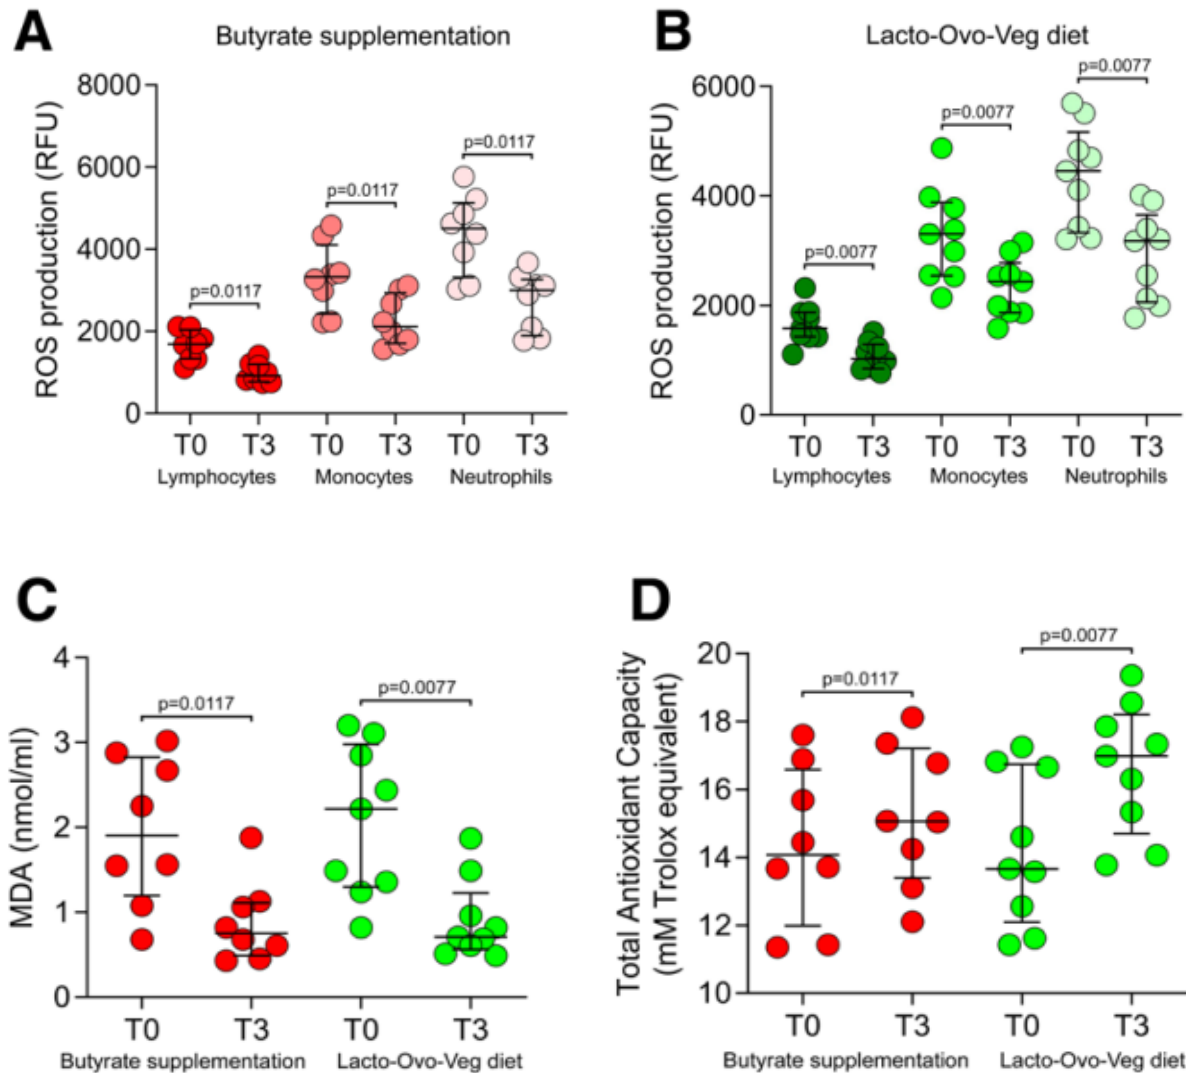 A
Butyrate supplementation
ROS production (RFU)
8000
6000
4000
2000
0
p=0.0117
p=0.0117
p=0.0117
T0 T3 T0 T3 T0 T3
Lymphocytes Monocytes Neutrophils
B
Lacto-Ovo-Veg diet
ROS production (RFU)
6000
4000
2000
0
p=0.0077
p=0.0077
p=0.0077
T0 T3 T0 T3 T0 T3
Lymphocytes Monocytes Neutrophils
C
MDA (nmol/ml)
4
3
2
1
0
p=0.0117
p=0.0077
T0 T3 T0 T3
Butyrate supplementation Lacto-Ovo-Veg diet
D
Total Antioxidant Capacity
(mM Trolox equivalent)
20
18
16
14
12
10
p=0.0117
p=0.0077
T0 T3 T0 T3
Butyrate supplementation Lacto-Ovo-Veg diet